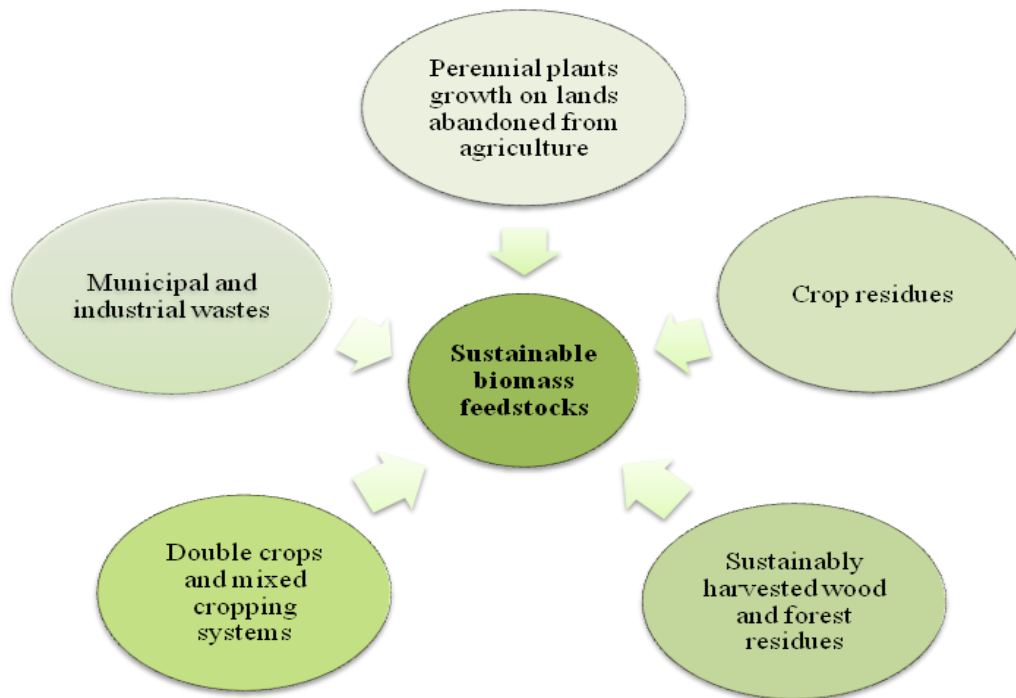 Perennial plants
growth on lands
abandoned from
agriculture
Municipal and
industrial wastes
Crop residues
Sustainable
biomass
feedstocks
Double crops
and mixed
cropping
systems
Sustainably
harvested wood
and forest
residues